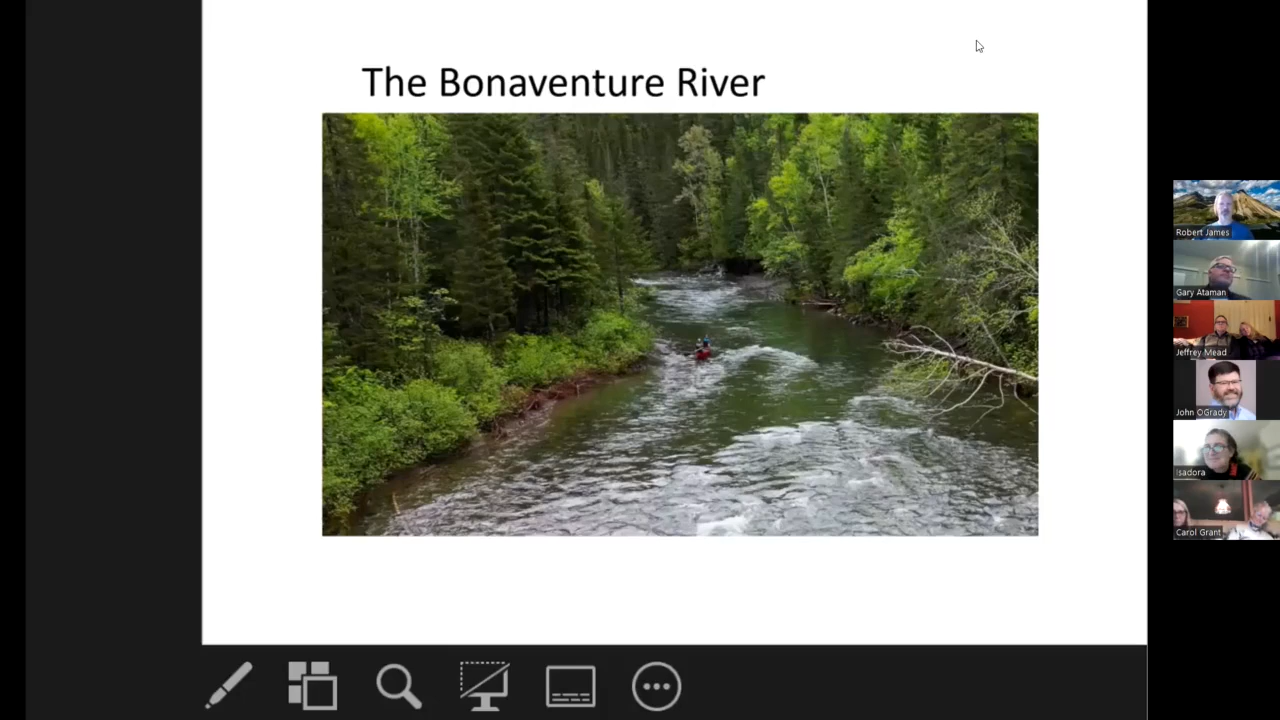 The Bonaventure River
Robert James
Gary Ataman
Jeffrey Mead
John OGrady
Isadora
Carol Grant